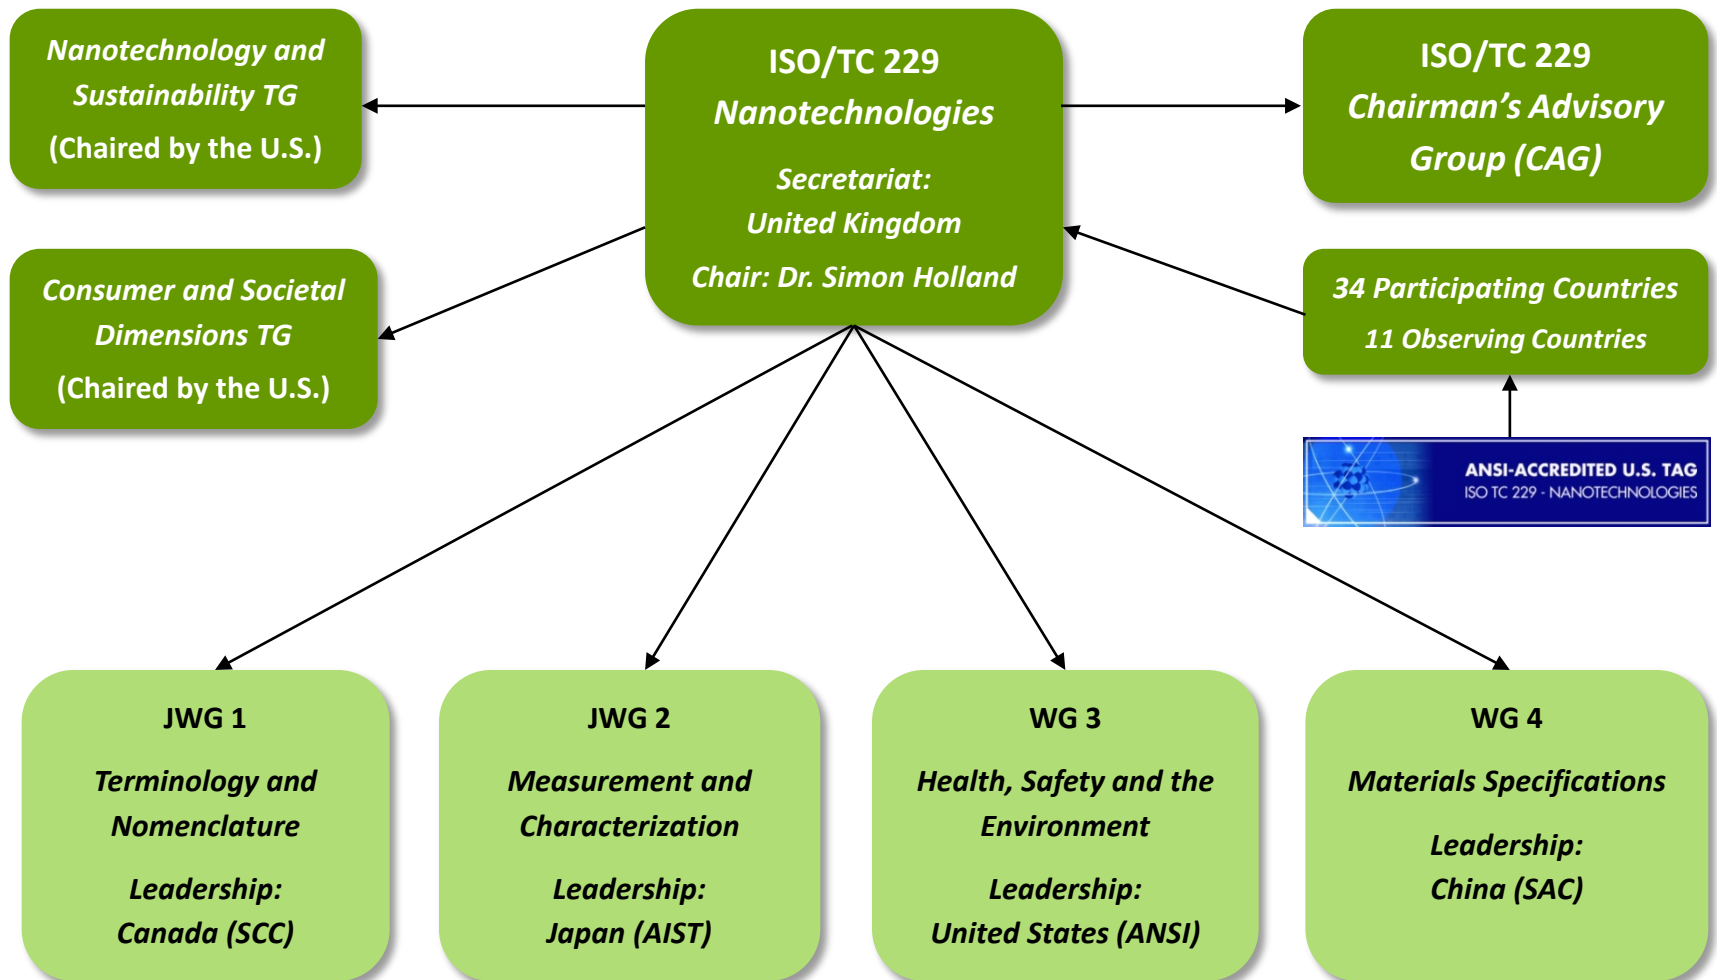 Nanotechnology and
Sustainability TG
(Chaired by the U.S.)
ISO/TC 229
Nanotechnologies
Secretariat:
United Kingdom
Chair: Dr. Simon Holland
ISO/TC 229
Chairman's Advisory
Group (CAG)
Consumer and Societal
Dimensions TG
(Chaired by the U.S.)
34 Participating Countries
11 Observing Countries
ANSI-ACCREDITED U.S. TAG
ISO TC 229 - NANOTECHNOLOGIES
JWG 1
Terminology and
Nomenclature
Leadership:
Canada (SCC)
JWG 2
Measurement and
Characterization
Leadership:
Japan (AIST)
WG 3
Health, Safety and the
Environment
Leadership:
United States (ANSI)
WG 4
Materials Specifications
Leadership:
China (SAC)